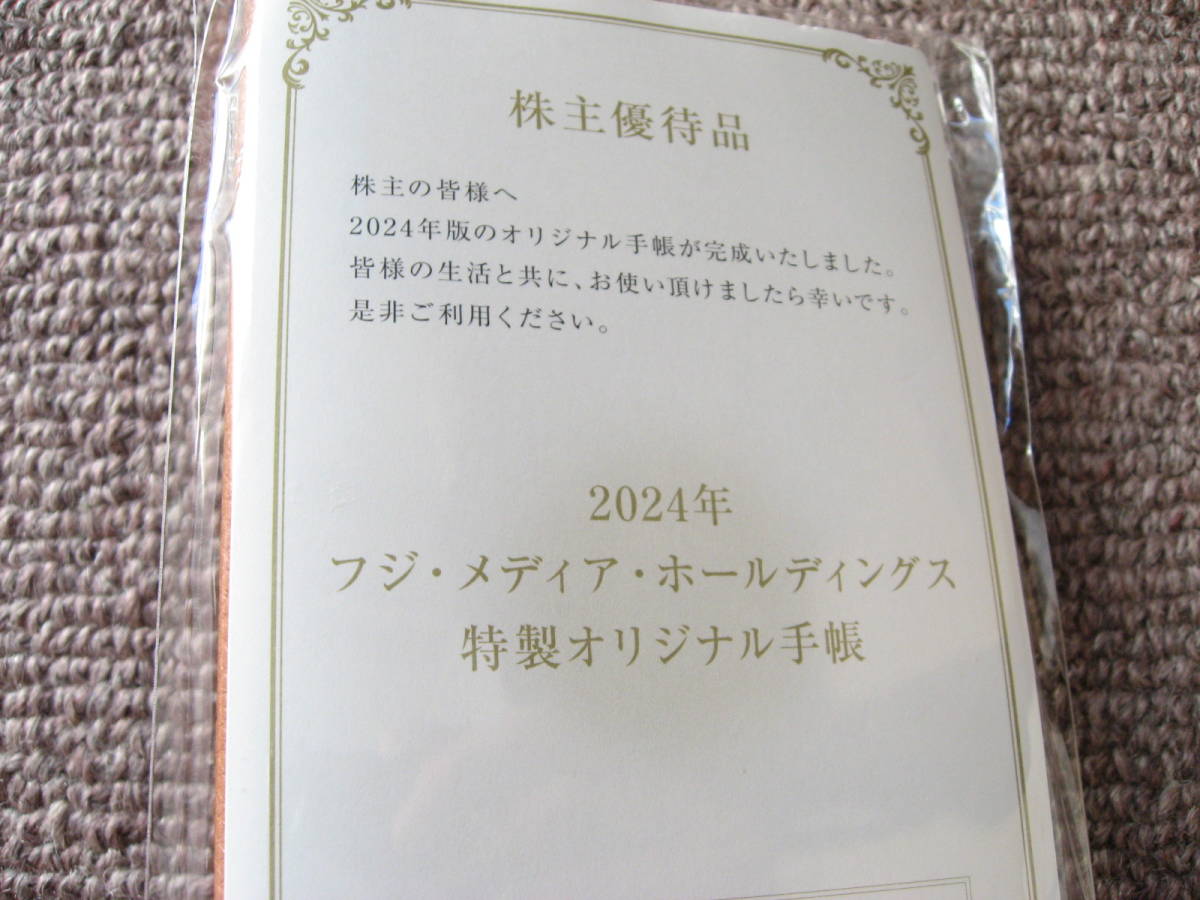 株主優待品
株主の皆様へ
2024年版のオリジナル手帳が完成いたしました。
皆様の生活と共に、お使い頂けましたら幸いです。
是非ご利用ください。
2024年
フジ・メディア・ホールディングス
特製オリジナル手帳